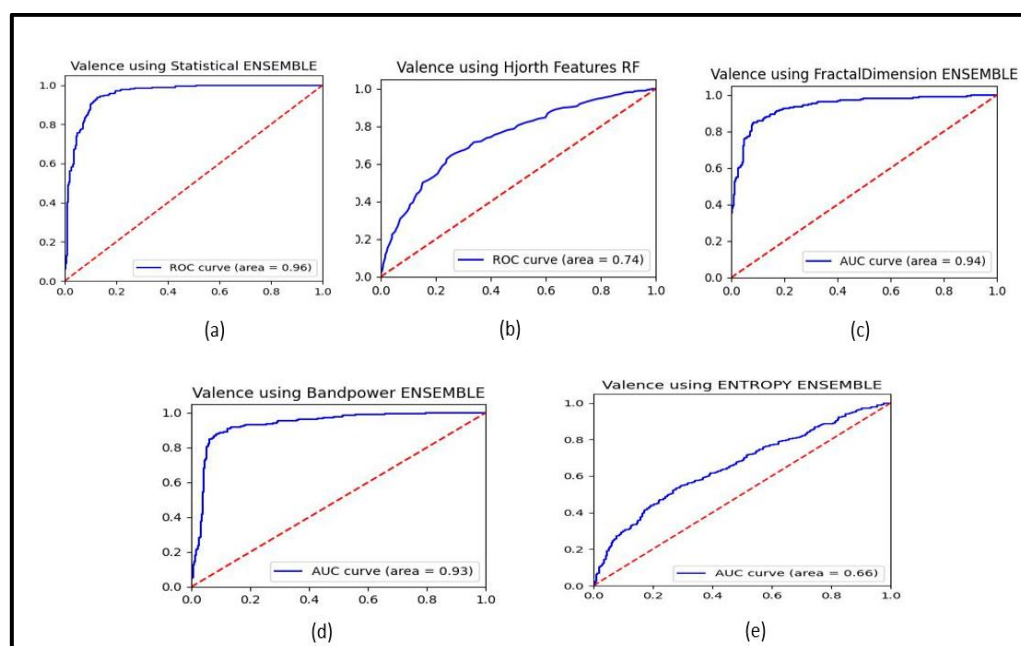 Valence using Statistical ENSEMBLE
1.0
0.8
0.6
0.4
0.2
0.0
0.0 0.2 0.4 0.6 0.8 1.0
ROC curve (area = 0.96)
(a)
Valence using Hjorth Features RF
1.0
0.8
0.6
0.4
0.2
0.0
0.0 0.2 0.4 0.6 0.8 1.0
ROC curve (area = 0.74)
(b)
Valence using FractalDimension ENSEMBLE
1.0
0.8
0.6
0.4
0.2
0.0
0.0 0.2 0.4 0.6 0.8 1.0
AUC curve (area = 0.94)
(c)
Valence using Bandpower ENSEMBLE
1.0
0.8
0.6
0.4
0.2
0.0
0.0 0.2 0.4 0.6 0.8 1.0
AUC curve (area = 0.93)
(d)
Valence using ENTROPY ENSEMBLE
1.0
0.8
0.6
0.4
0.2
0.0
0.0 0.2 0.4 0.6 0.8 1.0
AUC curve (area = 0.66)
(e)